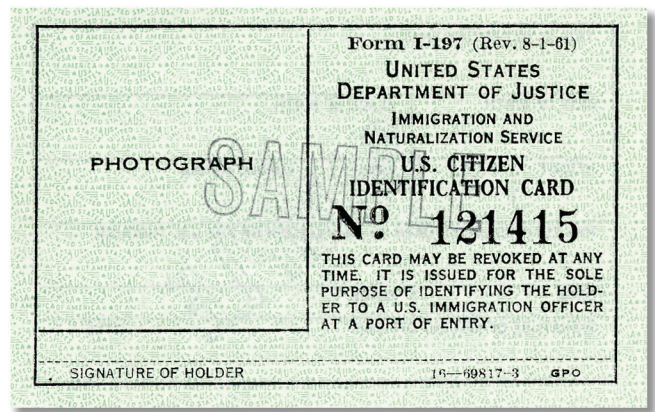 PHOTOGRAPH
Form I-197 (Rev. 8-1-61)
UNITED STATES
DEPARTMENT OF JUSTICE
IMMIGRATION AND
NATURALIZATION SERVICE
U.S. CITIZEN
IDENTIFICATION CARD
Nº 121415
SAMPLE
THIS CARD MAY BE REVOKED AT ANY
TIME. IT IS ISSUED FOR THE SOLE
PURPOSE OF IDENTIFYING THE HOLD-
ER TO A U.S. IMMIGRATION OFFICER
AT A PORT OF ENTRY.
SIGNATURE OF HOLDER
16—69817-3 GPO